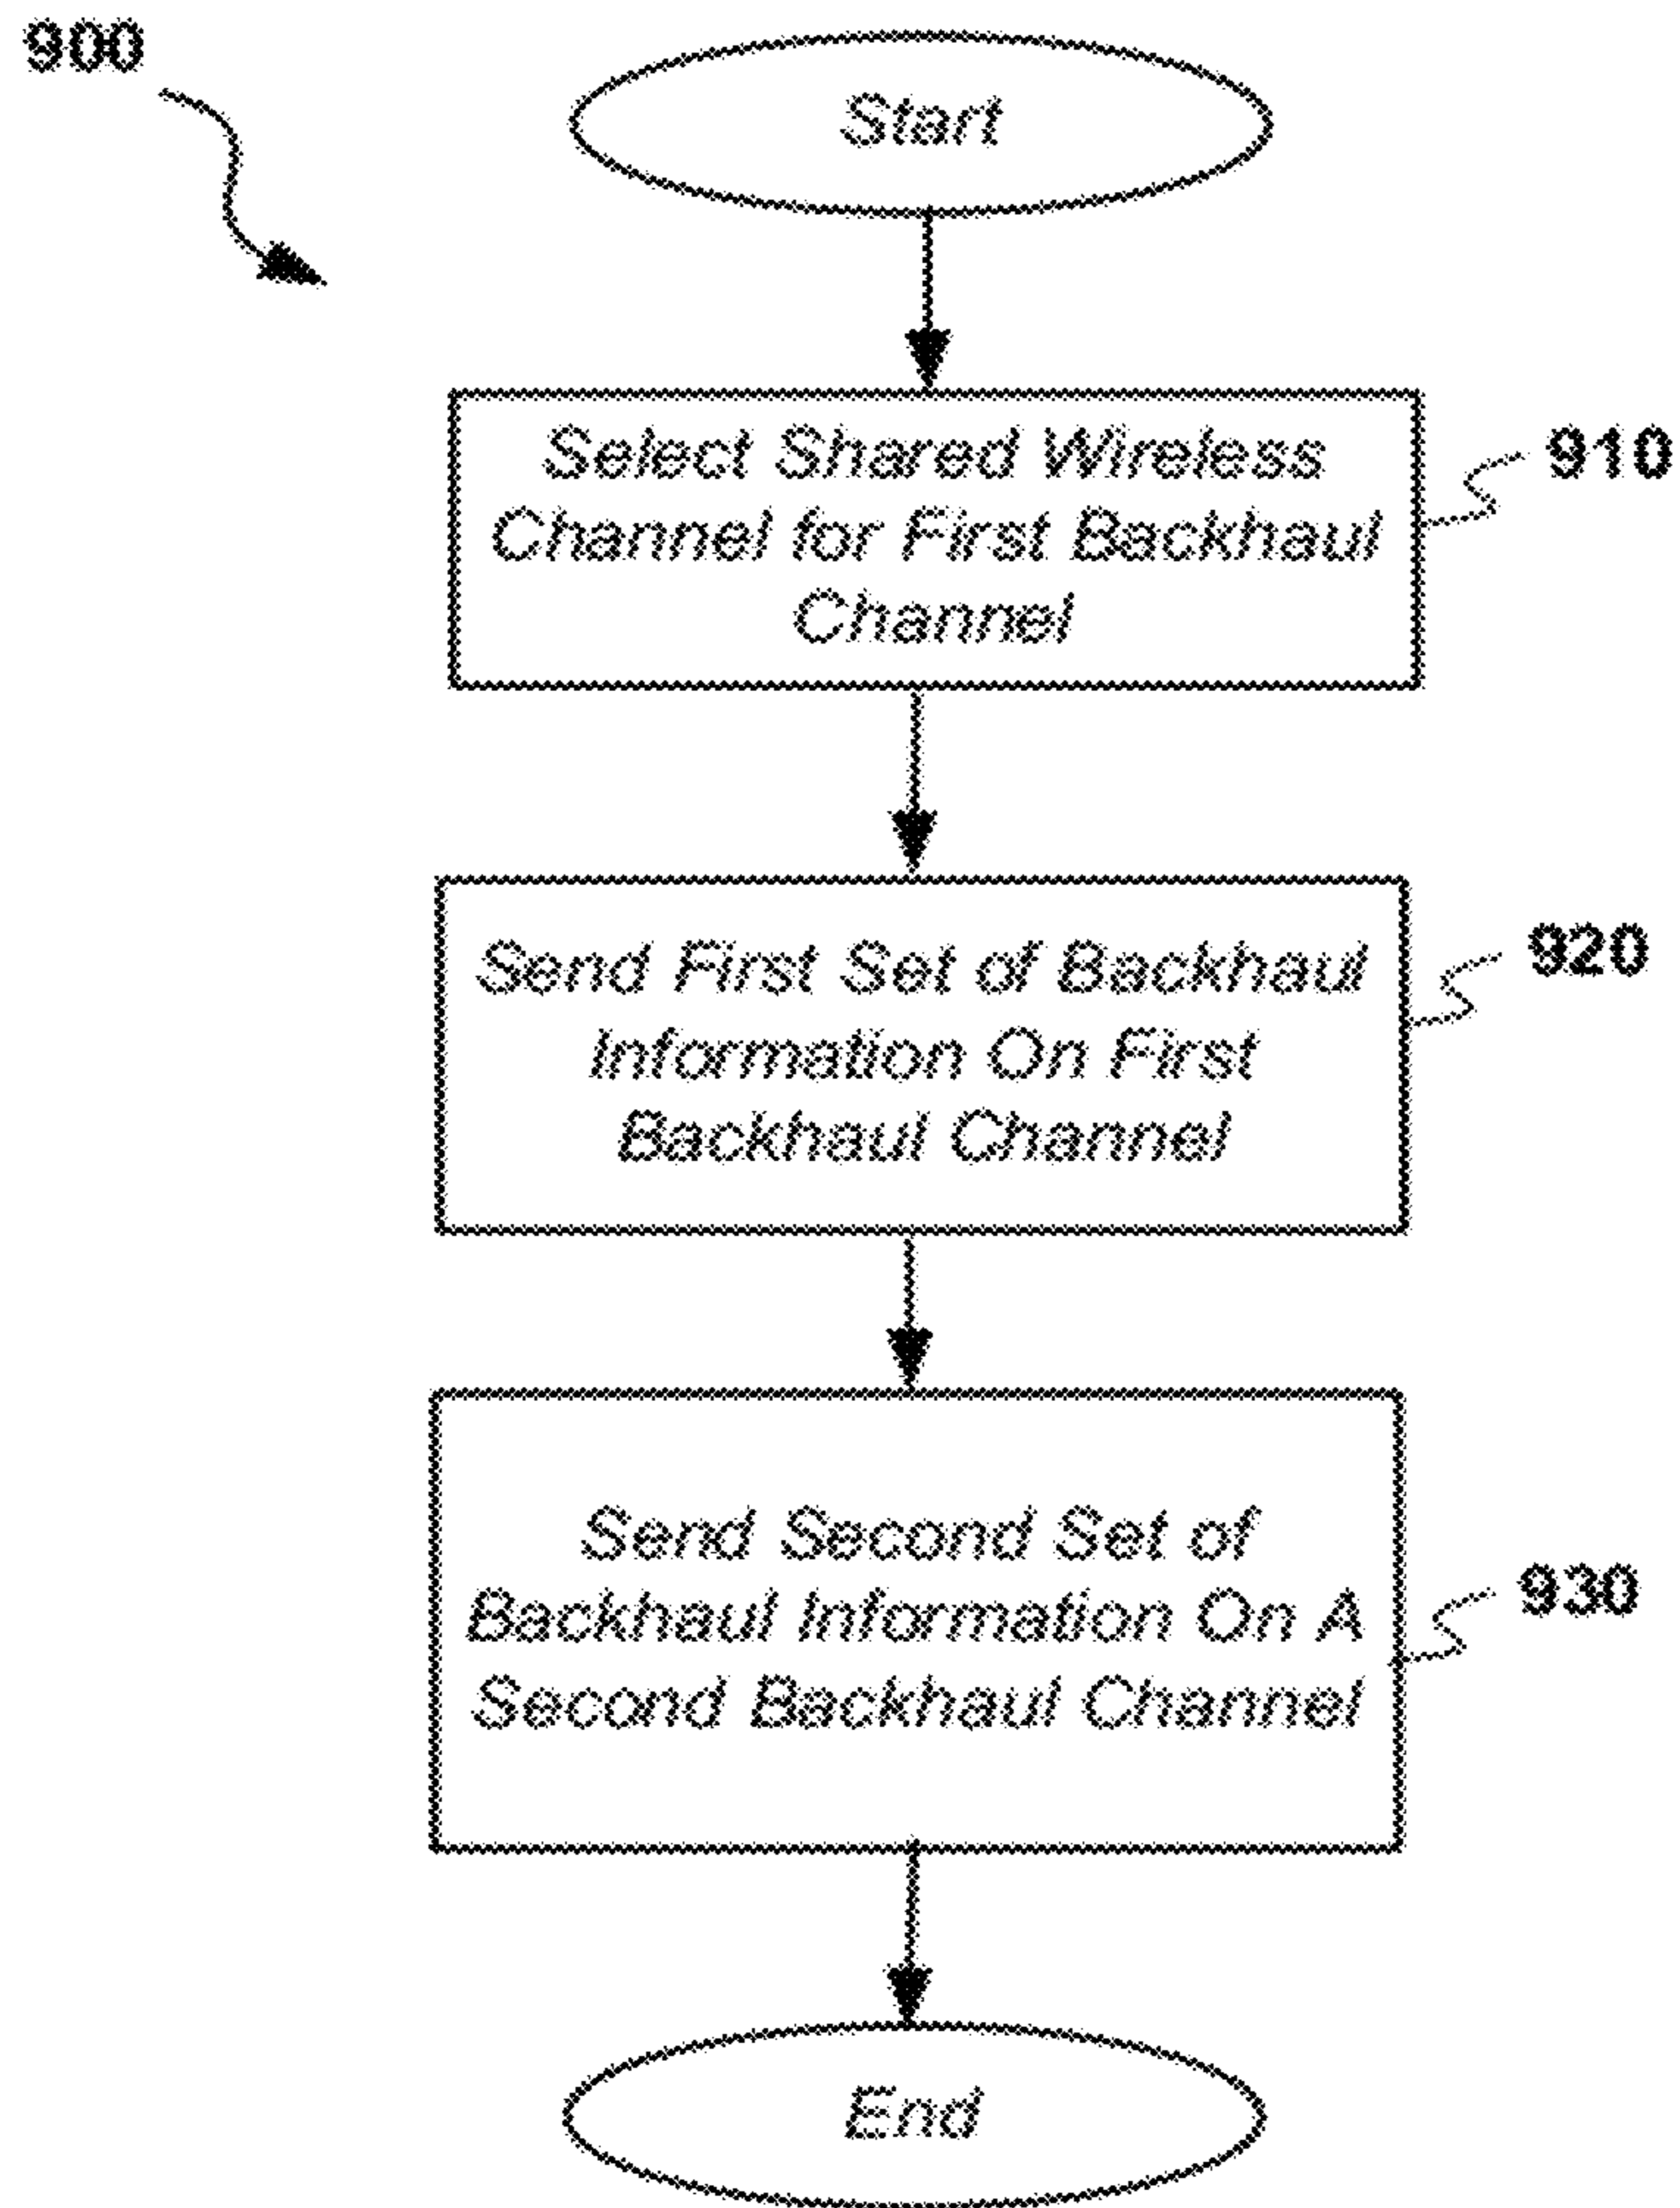 900
Start
Select Shared Wireless
Channel for First Backhaul
Channel
910
Send First Set of Backhaul
Information On First
Backhaul Channel
920
Send Second Set of
Backhaul Information On A
Second Backhaul Channel
930
End